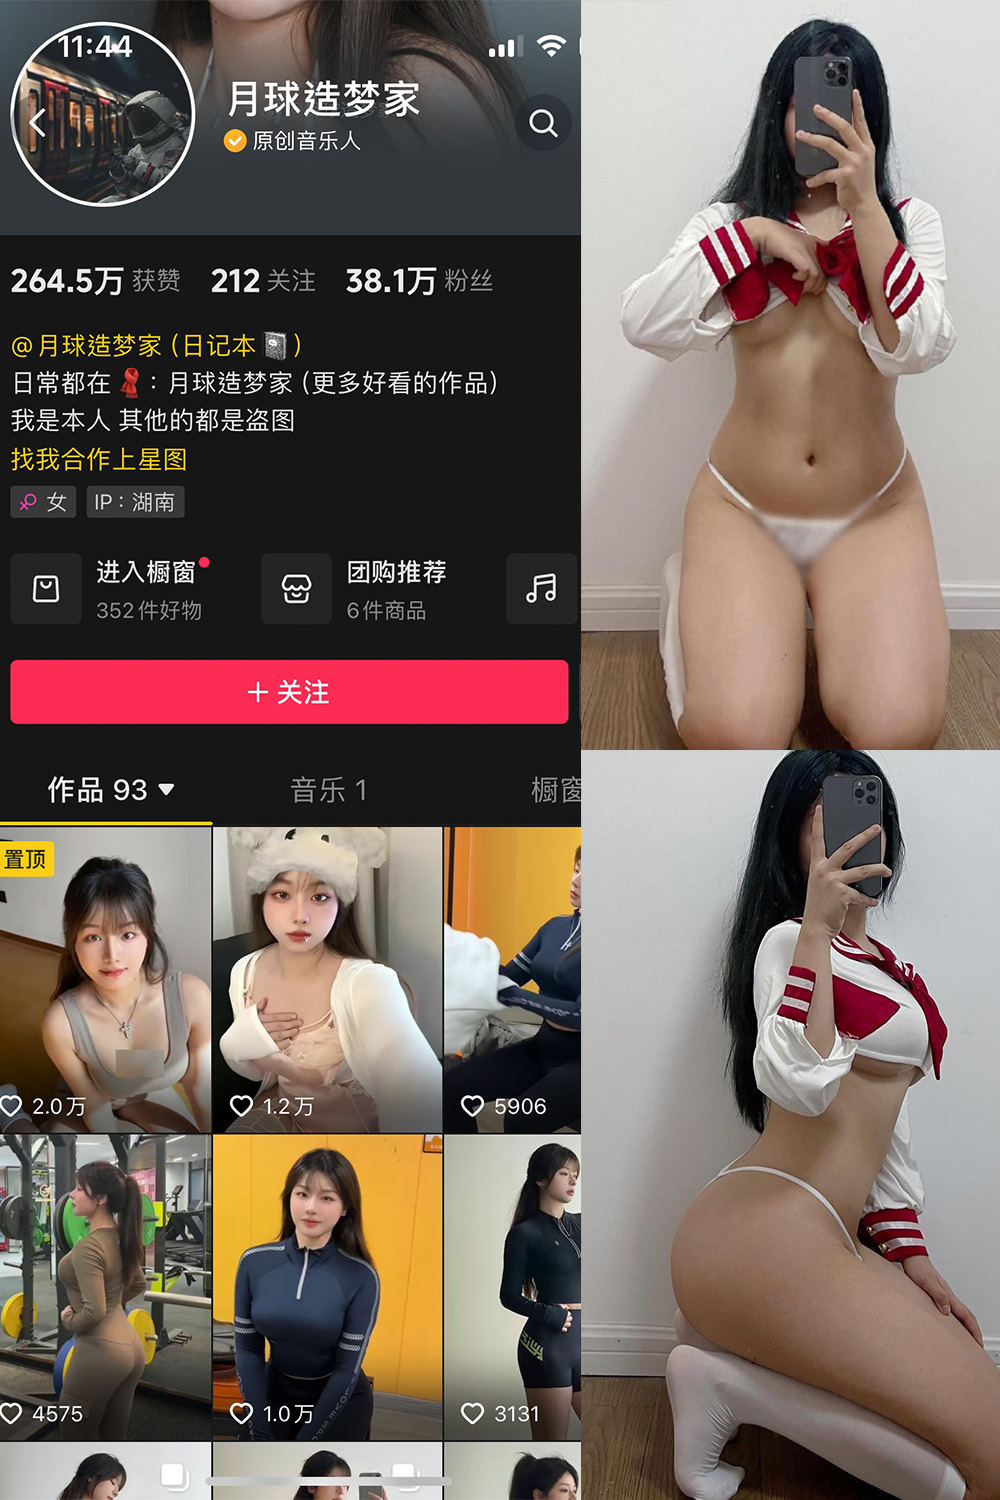 11:44
月球造梦家
原创音乐人
264.5万 获赞 212 关注 38.1万 粉丝
@月球造梦家（日记本📓）
日常都在🧣：月球造梦家（更多好看的作品）
我是本人 其他的都是盗图
找我合作上星图
女 IP：湖南
进入橱窗
352件好物
团购推荐
6件商品
+ 关注
作品 93 音乐 1 橱窗
置顶
2.0万 1.2万 5906
4575 1.0万 3131